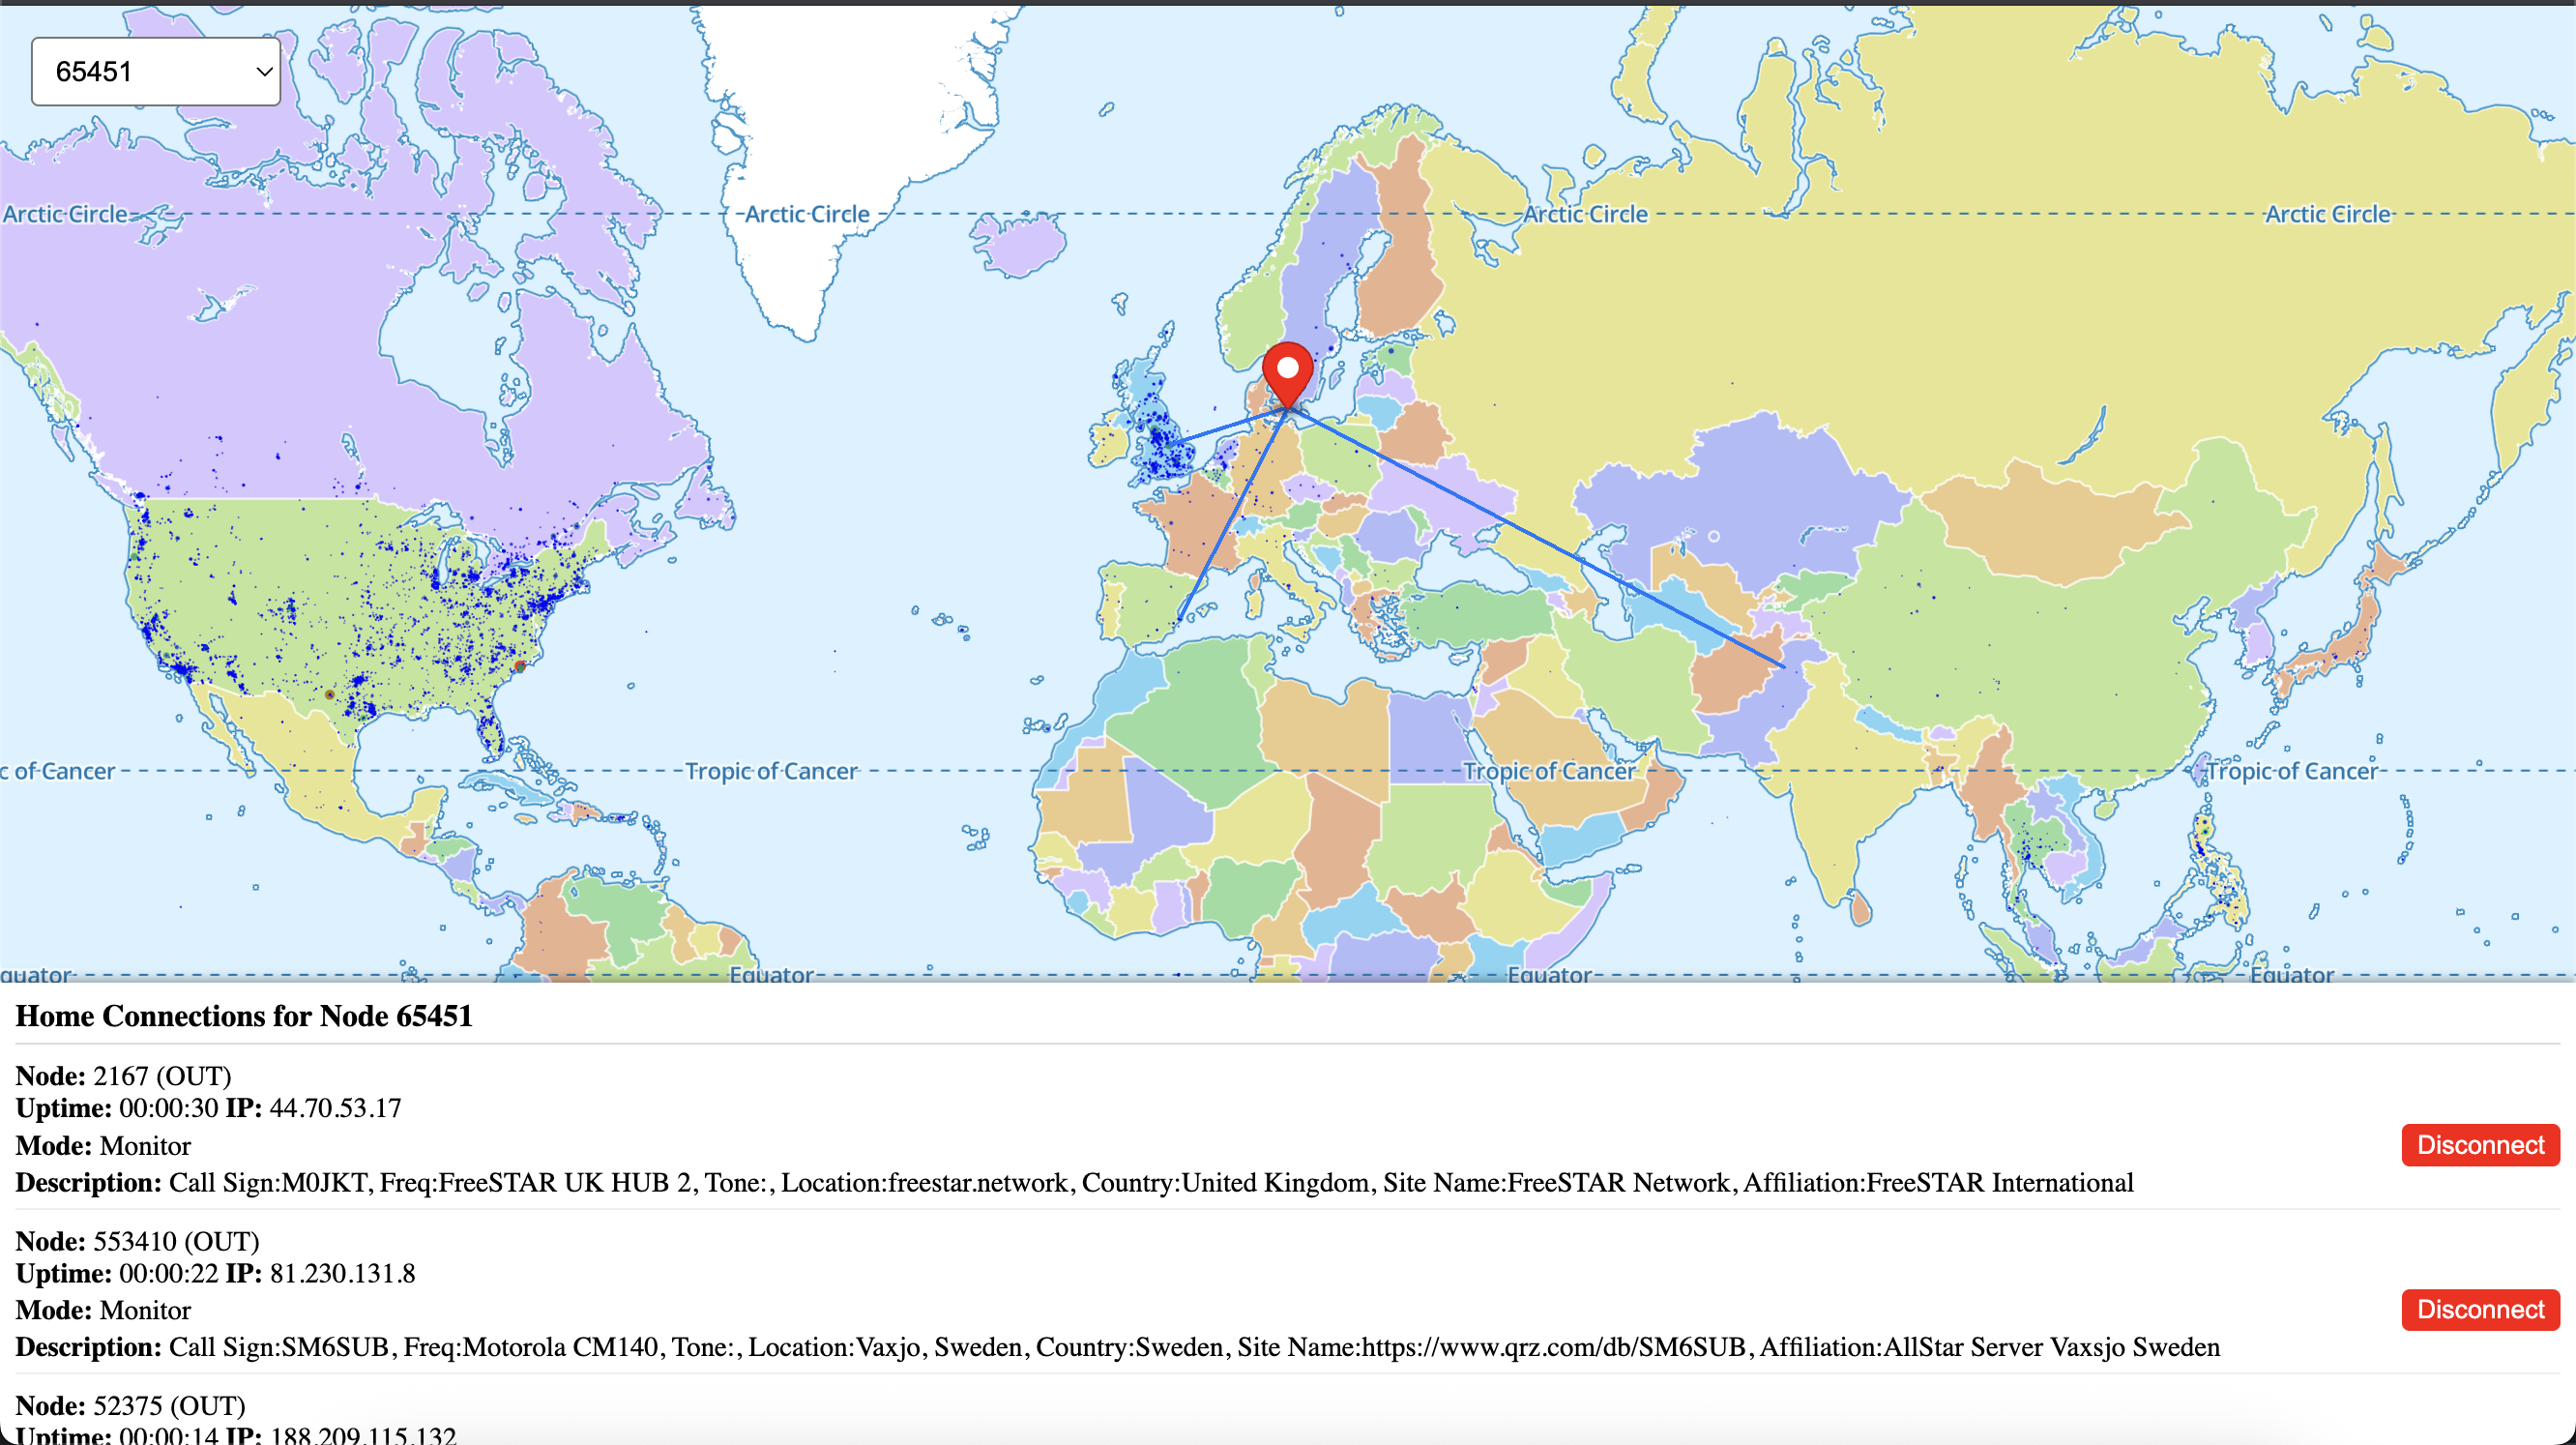 65451
Arctic Circle
Arctic Circle
Arctic Circle
Arctic Circle
c of Cancer
Tropic of Cancer
Tropic of Cancer
Tropic of Cancer
quator
Equator
Equator
Equator
Home Connections for Node 65451
Node: 2167 (OUT)
Uptime: 00:00:30 IP: 44.70.53.17
Mode: Monitor
Disconnect
Description: Call Sign:M0JKT, Freq:FreeSTAR UK HUB 2, Tone:, Location:freestar.network, Country:United Kingdom, Site Name:FreeSTAR Network, Affiliation:FreeSTAR International
Node: 553410 (OUT)
Uptime: 00:00:22 IP: 81.230.131.8
Mode: Monitor
Disconnect
Description: Call Sign:SM6SUB, Freq:Motorola CM140, Tone:, Location:Vaxjo, Sweden, Country:Sweden, Site Name:https://www.qrz.com/db/SM6SUB, Affiliation:AllStar Server Vaxsjo Sweden
Node: 52375 (OUT)
Uptime: 00:00:14 IP: 188.209.115.132